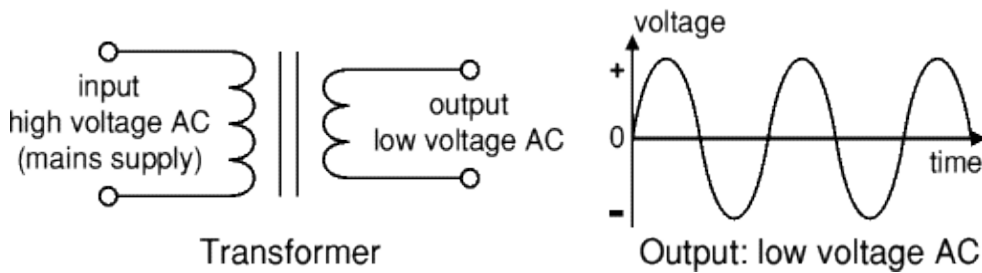 input
high voltage AC
(mains supply)
output
low voltage AC
Transformer
voltage
+
0
-
time
Output: low voltage AC